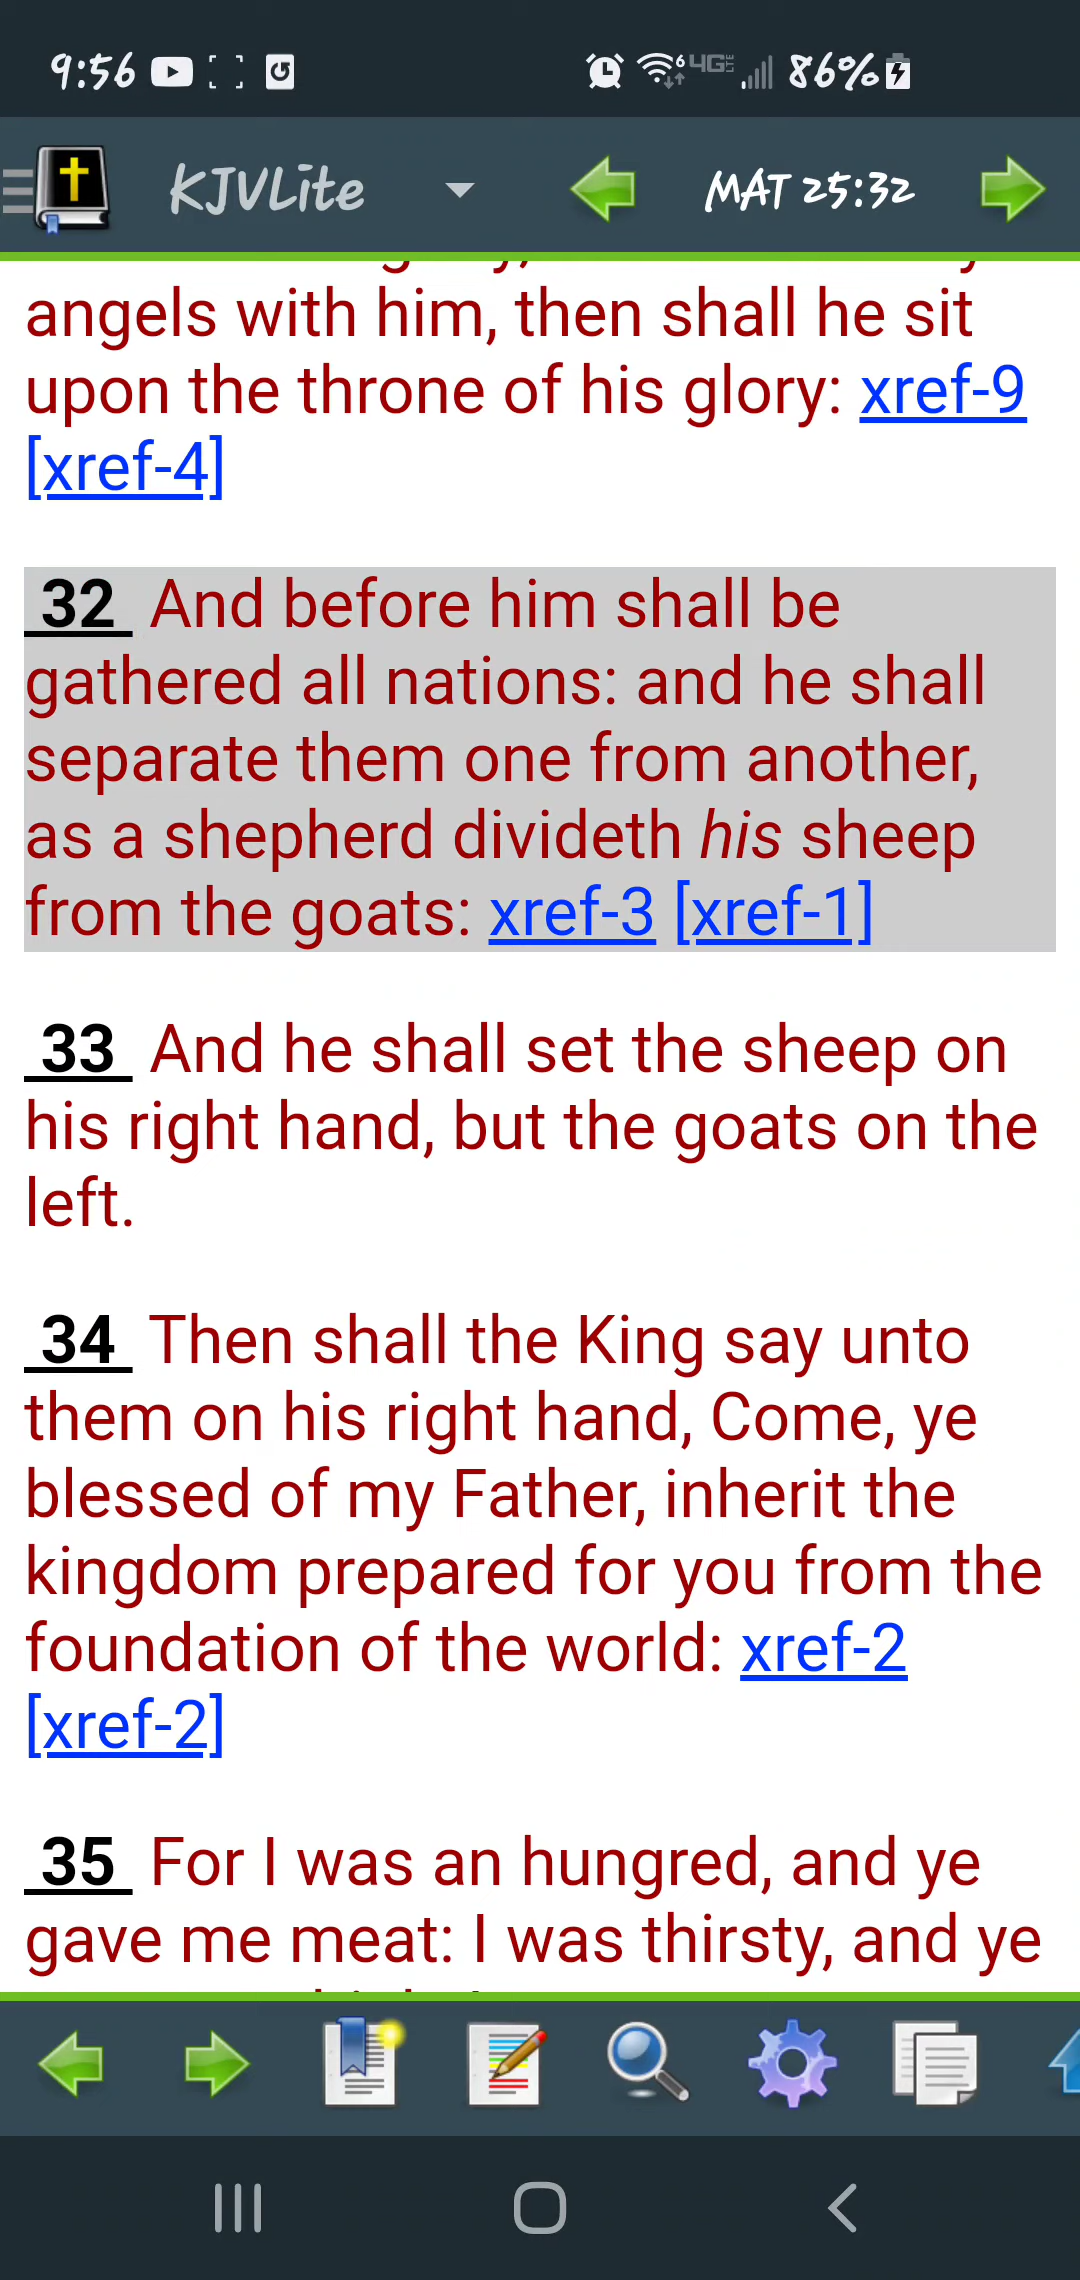 9:56 6 4G LTE 86%
KJVLite MAT 25:32
angels with him, then shall he sit
upon the throne of his glory: xref-9
[xref-4]
32 And before him shall be
gathered all nations: and he shall
separate them one from another,
as a shepherd divideth his sheep
from the goats: xref-3 [xref-1]
33 And he shall set the sheep on
his right hand, but the goats on the
left.
34 Then shall the King say unto
them on his right hand, Come, ye
blessed of my Father, inherit the
kingdom prepared for you from the
foundation of the world: xref-2
[xref-2]
35 For I was an hungred, and ye
gave me meat: I was thirsty, and ye